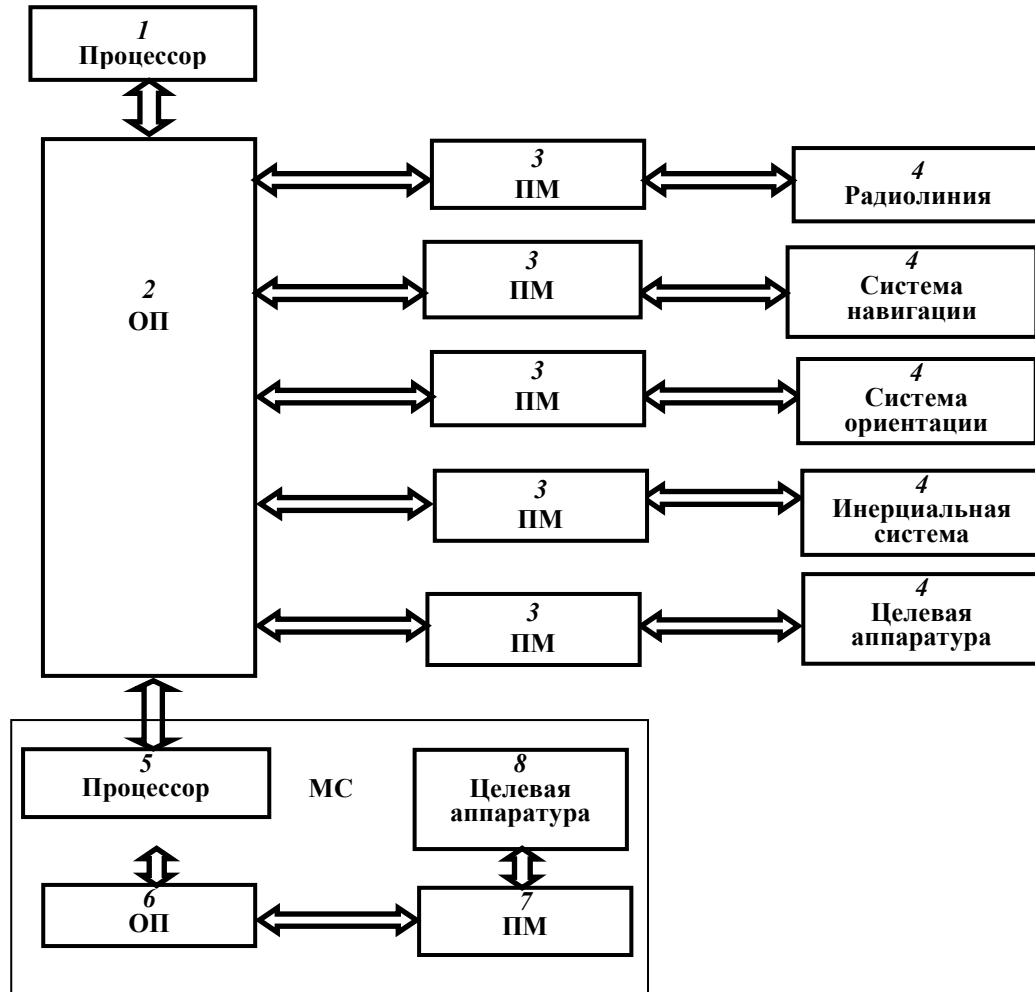 1
Процессор
3
ПМ
4
Радиолиния
2
ОП
3
ПМ
4
Система
навигации
3
ПМ
4
Система
ориентации
3
ПМ
4
Инерциальная
система
3
ПМ
4
Целевая
аппаратура
5
Процессор
МС
8
Целевая
аппаратура
6
ОП
7
ПМ